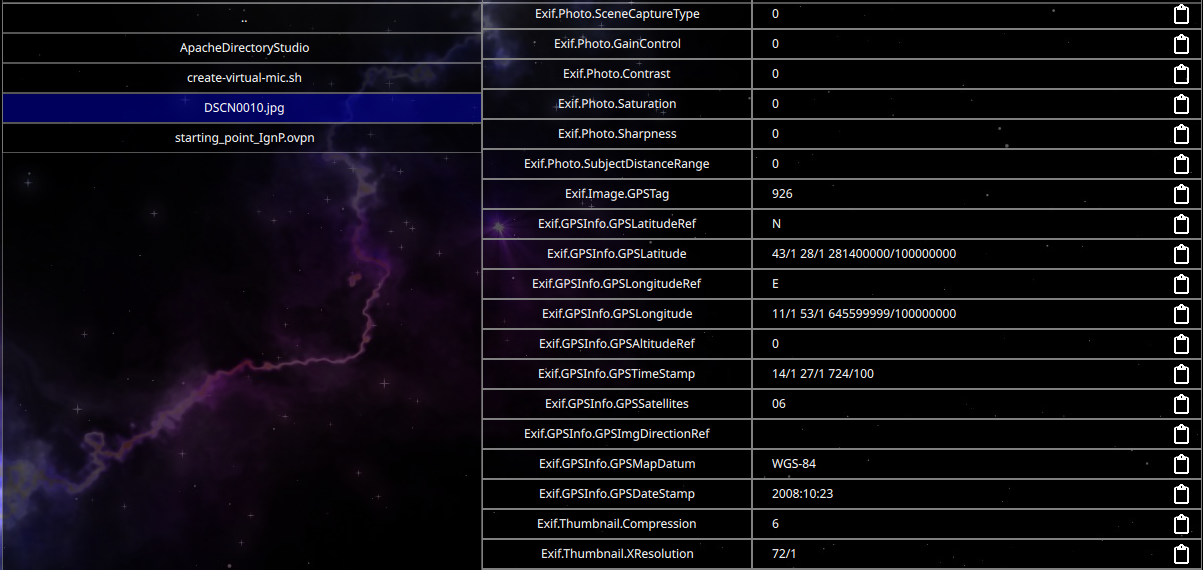 ..
ApacheDirectoryStudio
create-virtual-mic.sh
DSCN0010.jpg
starting_point_IgnP.ovpn
Exif.Photo.SceneCaptureType 0
Exif.Photo.GainControl 0
Exif.Photo.Contrast 0
Exif.Photo.Saturation 0
Exif.Photo.Sharpness 0
Exif.Photo.SubjectDistanceRange 0
Exif.Image.GPSTag 926
Exif.GPSInfo.GPSLatitudeRef N
Exif.GPSInfo.GPSLatitude 43/1 28/1 281400000/100000000
Exif.GPSInfo.GPSLongitudeRef E
Exif.GPSInfo.GPSLongitude 11/1 53/1 645599999/100000000
Exif.GPSInfo.GPSAltitudeRef 0
Exif.GPSInfo.GPSTimeStamp 14/1 27/1 724/100
Exif.GPSInfo.GPSSatellites 06
Exif.GPSInfo.GPSImgDirectionRef
Exif.GPSInfo.GPSMapDatum WGS-84
Exif.GPSInfo.GPSDateStamp 2008:10:23
Exif.Thumbnail.Compression 6
Exif.Thumbnail.XResolution 72/1